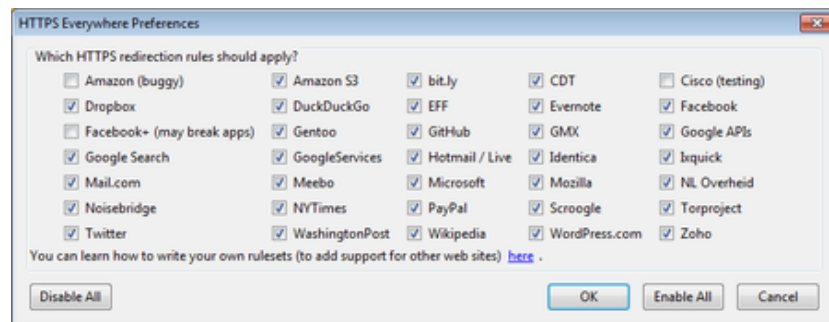 HTTPS Everywhere Preferences
Which HTTPS redirection rules should apply?
Amazon (buggy) Amazon S3 bit.ly CDT Cisco (testing)
Dropbox DuckDuckGo EFF Evernote Facebook
Facebook+ (may break apps) Gentoo GitHub GMX Google APIs
Google Search GoogleServices Hotmail / Live Identica Ixquick
Mail.com Meebo Microsoft Mozilla NL Overheid
Noisebridge NYTimes PayPal Scroogle Torproject
Twitter WashingtonPost Wikipedia WordPress.com Zoho
You can learn how to write your own rulesets (to add support for other web sites) here .
Disable All OK Enable All Cancel